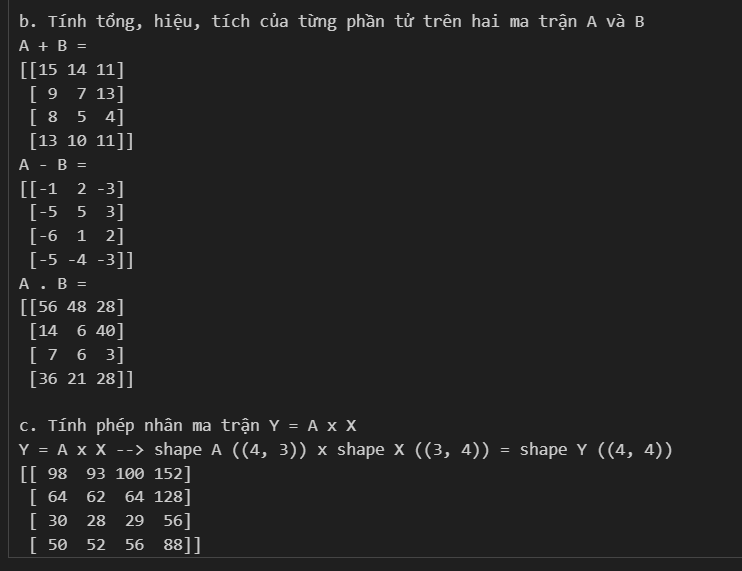 b. Tính tổng, hiệu, tích của từng phần tử trên hai ma trận A và B
A + B =
[[15 14 11]
 [ 9  7 13]
 [ 8  5  4]
 [13 10 11]]
A - B =
[[-1  2 -3]
 [-5  5  3]
 [-6  1  2]
 [-5 -4 -3]]
A . B =
[[56 48 28]
 [14  6 40]
 [ 7  6  3]
 [36 21 28]]
c. Tính phép nhân ma trận Y = A x X
Y = A x X --> shape A ((4, 3)) x shape X ((3, 4)) = shape Y ((4, 4))
[[ 98  93 100 152]
 [ 64  62  64 128]
 [ 30  28  29  56]
 [ 50  52  56  88]]